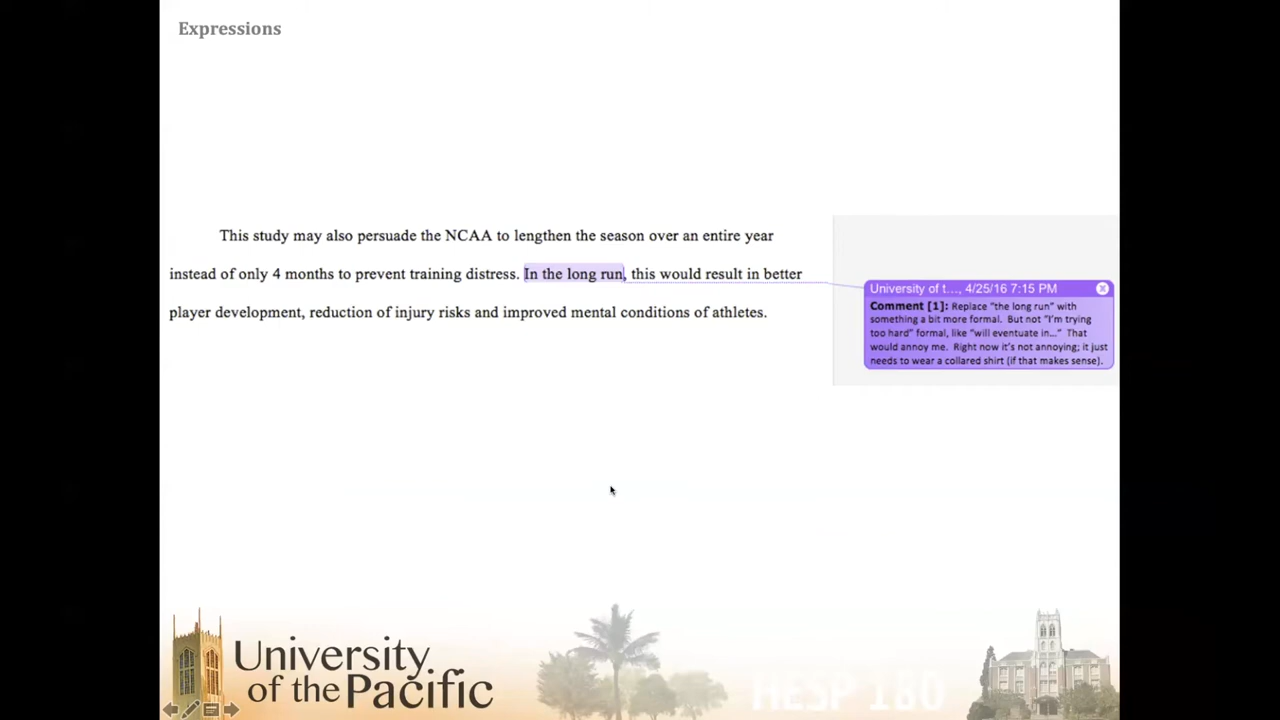 Expressions
This study may also persuade the NCAA to lengthen the season over an entire year
instead of only 4 months to prevent training distress. In the long run, this would result in better
player development, reduction of injury risks and improved mental conditions of athletes.
University of t..., 4/25/16 7:15 PM
Comment [1]: Replace "the long run" with
something a bit more formal.  But not "I'm trying
too hard" formal, like "will eventuate in..."  That
would annoy me.  Right now it's not annoying; it just
needs to wear a collared shirt (if that makes sense).
University
of the Pacific
HESP 160